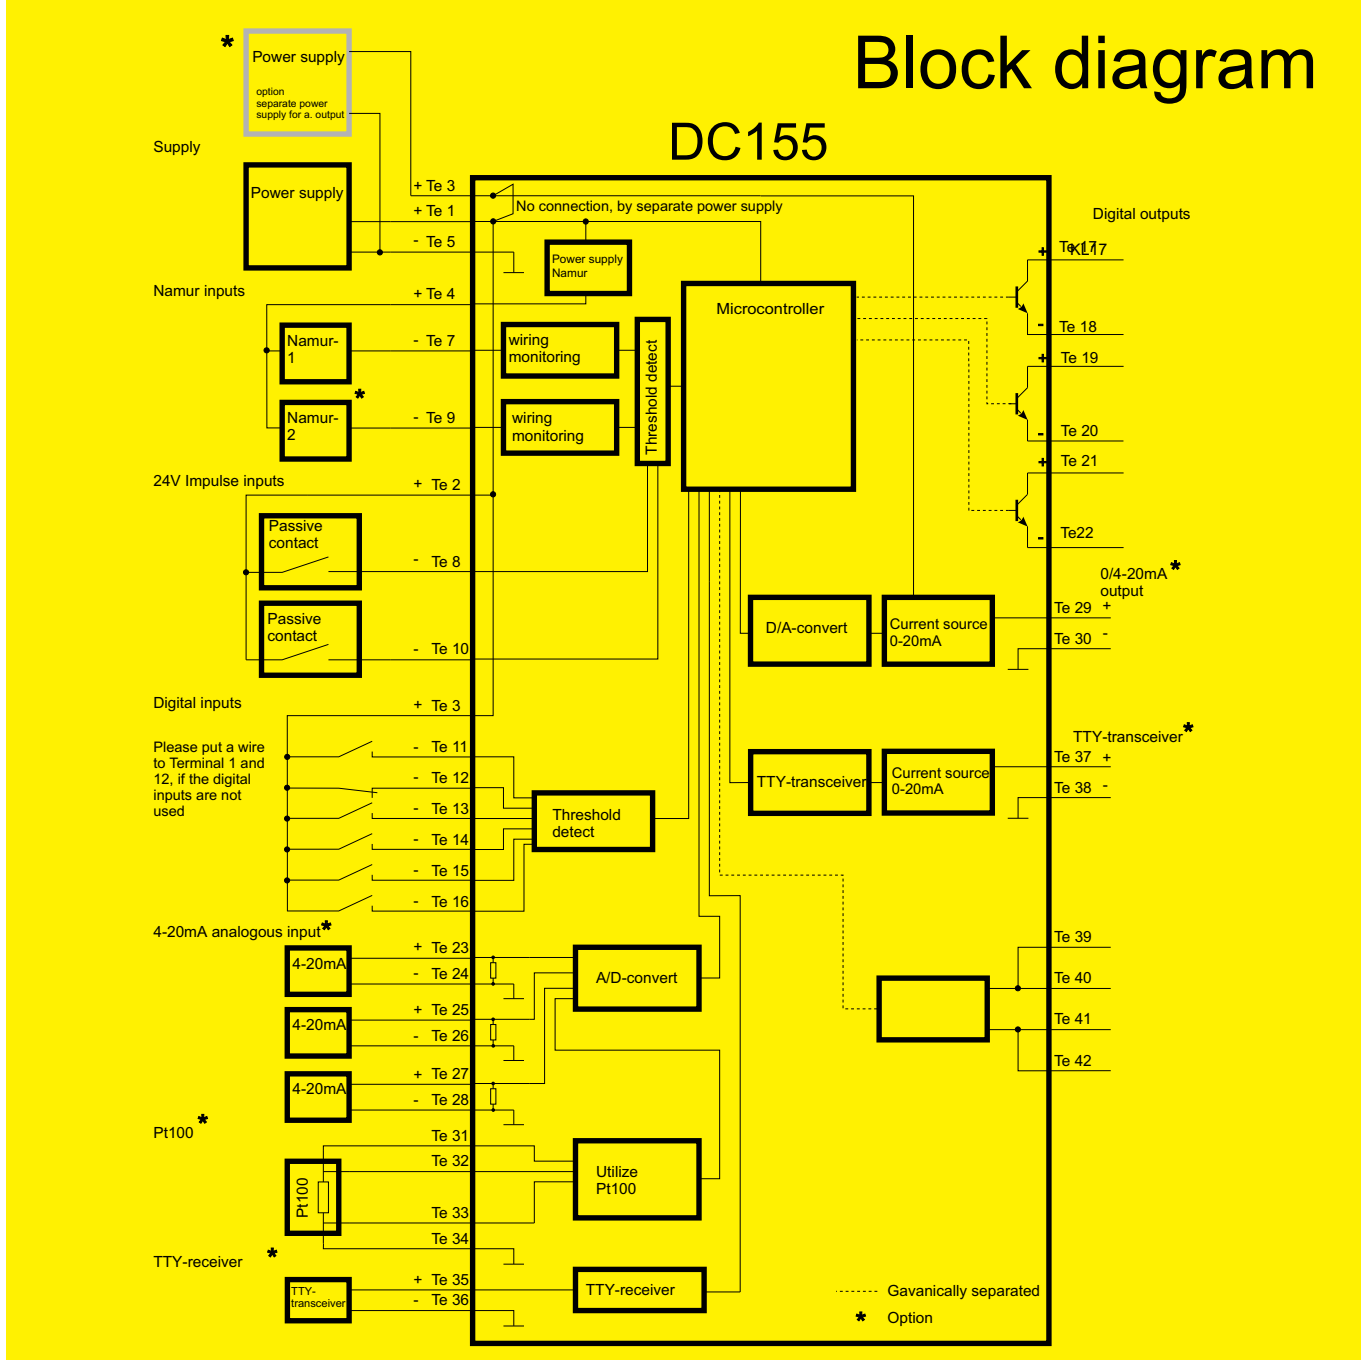 Block diagram
DC155
*
Power supply
option
separate power
supply for a. output
Supply
Power supply
+ Te 3
+ Te 1
- Te 5
No connection, by separate power supply
Power supply
Namur
Namur inputs
+ Te 4
Namur-
1
- Te 7
wiring
monitoring
*
Namur-
2
- Te 9
wiring
monitoring
Threshold detect
Microcontroller
24V Impulse inputs
+ Te 2
Passive
contact
- Te 8
Passive
contact
- Te 10
Digital inputs
+ Te 3
Please put a wire
to Terminal 1 and
12, if the digital
inputs are not
used
- Te 11
- Te 12
- Te 13
- Te 14
- Te 15
- Te 16
Threshold
detect
4-20mA analogous input*
4-20mA
+ Te 23
- Te 24
4-20mA
+ Te 25
- Te 26
4-20mA
+ Te 27
- Te 28
A/D-convert
Pt100 *
Te 31
Te 32
Pt100
Te 33
Te 34
Utilize
Pt100
TTY-receiver *
TTY-
transceiver
+ Te 35
- Te 36
TTY-receiver
Digital outputs
+ Te 17
KL17
- Te 18
+ Te 19
- Te 20
+ Te 21
- Te22
0/4-20mA*
output
D/A-convert
Current source
0-20mA
Te 29 +
Te 30 -
TTY-transceiver*
TTY-transceiver
Current source
0-20mA
Te 37 +
Te 38 -
Te 39
Te 40
Te 41
Te 42
Gavanically separated
* Option